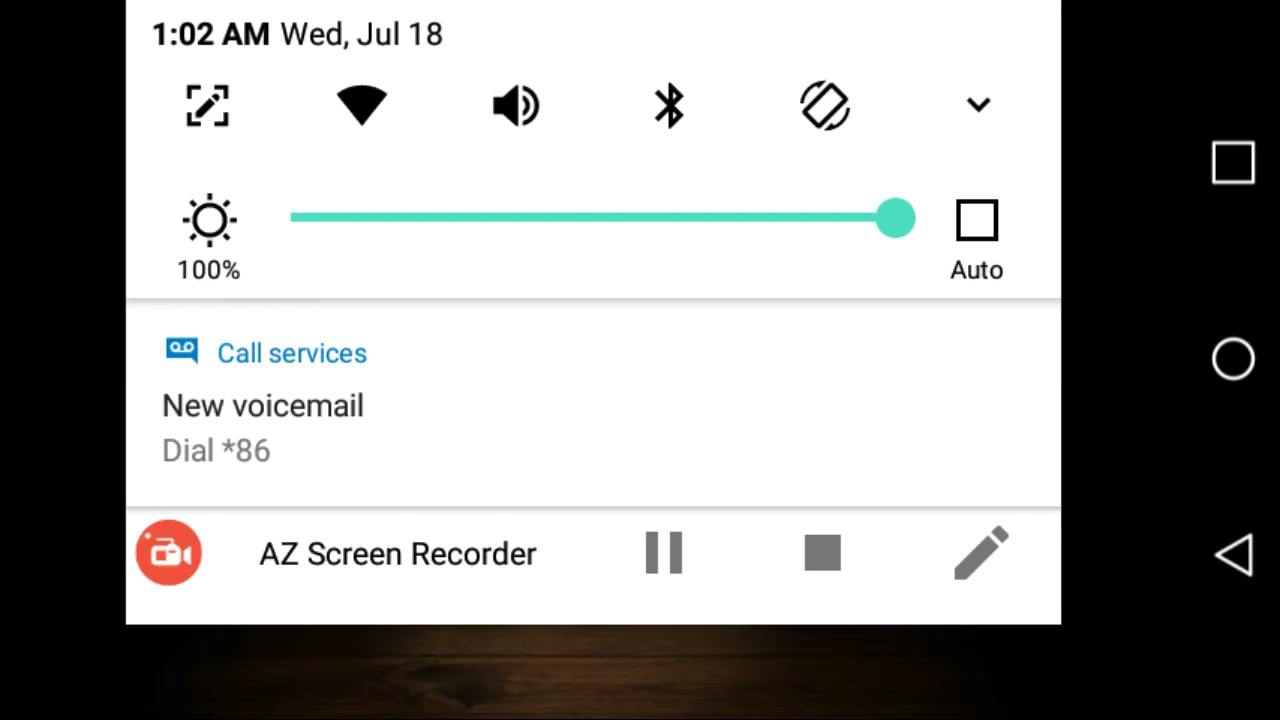 1:02 AM Wed, Jul 18
100%
Auto
Call services
New voicemail
Dial *86
AZ Screen Recorder